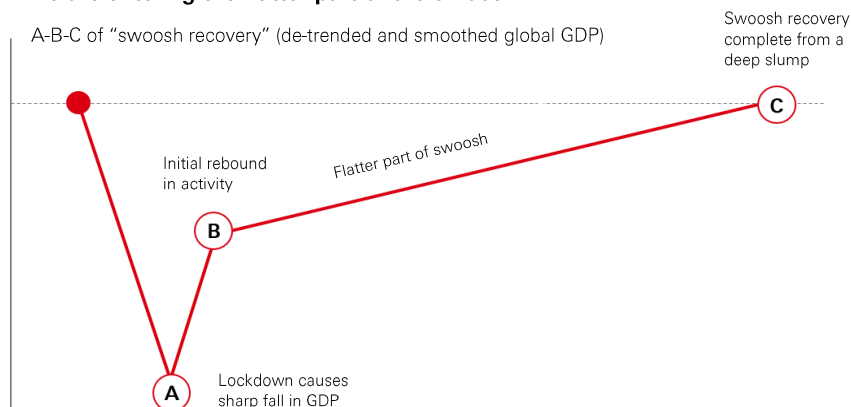 A-B-C of “swoosh recovery” (de-trended and smoothed global GDP)
Swoosh recovery
complete from a
deep slump
C
Initial rebound
in activity
Flatter part of swoosh
B
A
Lockdown causes
sharp fall in GDP